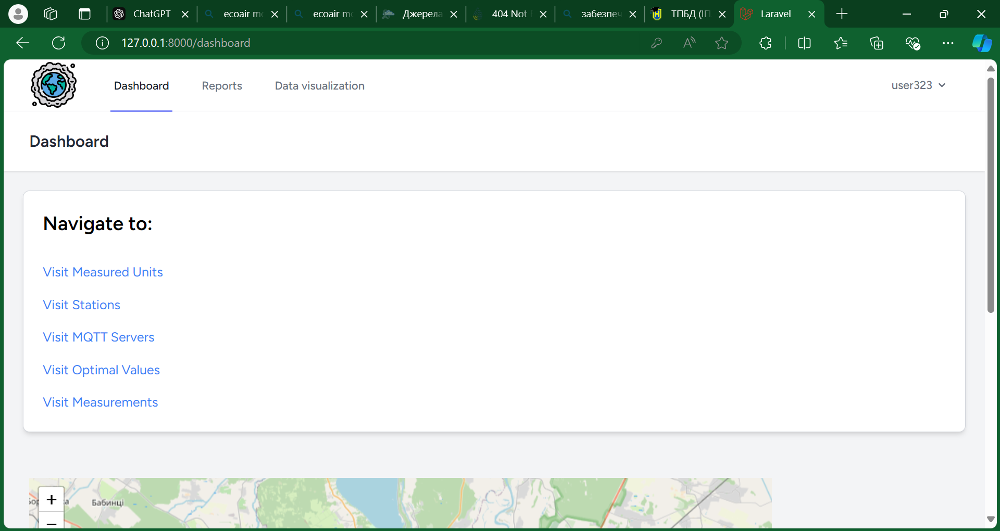 ChatGPT
ecoair mo
ecoair mo
Джерела
404 Not
забезпеч
ТПБД (ІП
Laravel
127.0.0.1:8000/dashboard
Dashboard
Reports
Data visualization
user323
Dashboard
Navigate to:
Visit Measured Units
Visit Stations
Visit MQTT Servers
Visit Optimal Values
Visit Measurements
+
Бабинці
−